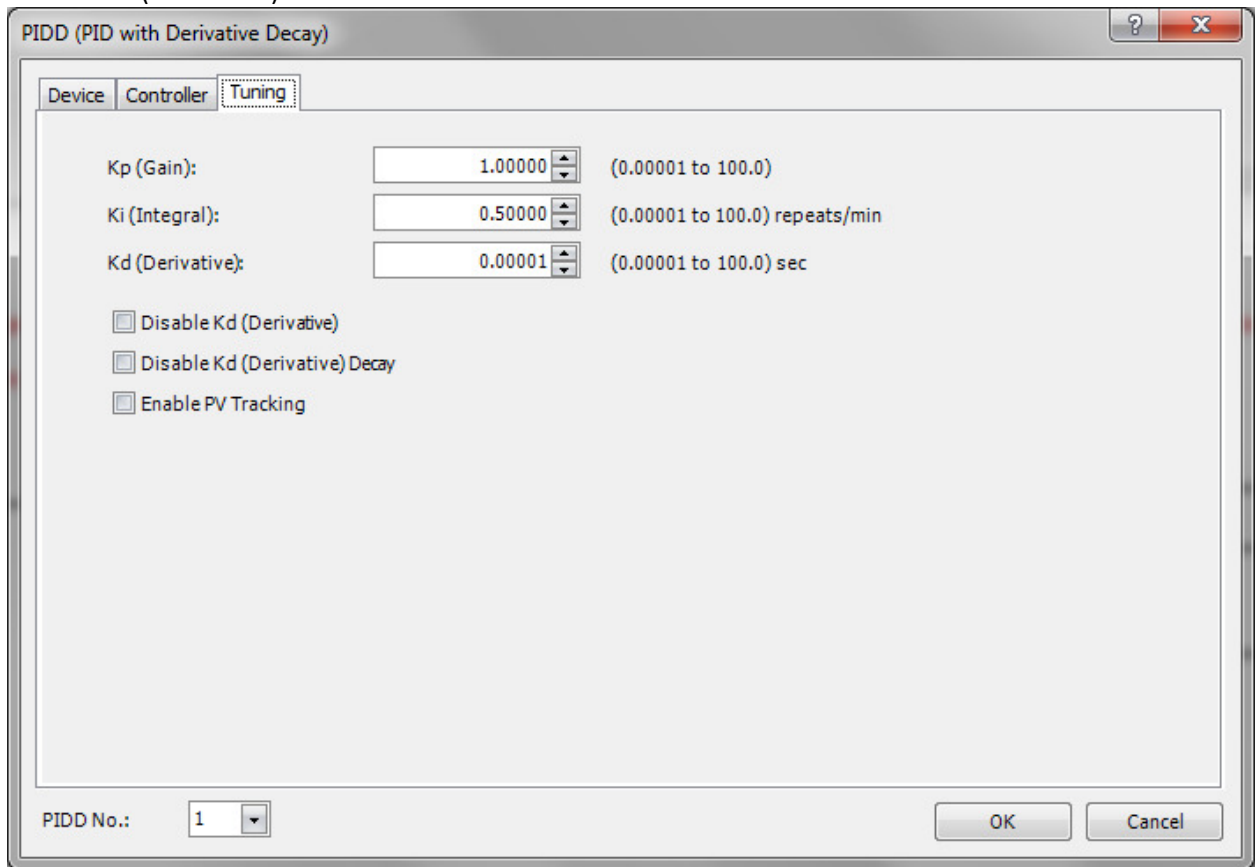 PIDD (PID with Derivative Decay)
?
X
Device Controller Tuning
Kp (Gain): 1.00000 (0.00001 to 100.0)
Ki (Integral): 0.50000 (0.00001 to 100.0) repeats/min
Kd (Derivative): 0.00001 (0.00001 to 100.0) sec
Disable Kd (Derivative)
Disable Kd (Derivative) Decay
Enable PV Tracking
PIDD No.: 1 OK Cancel